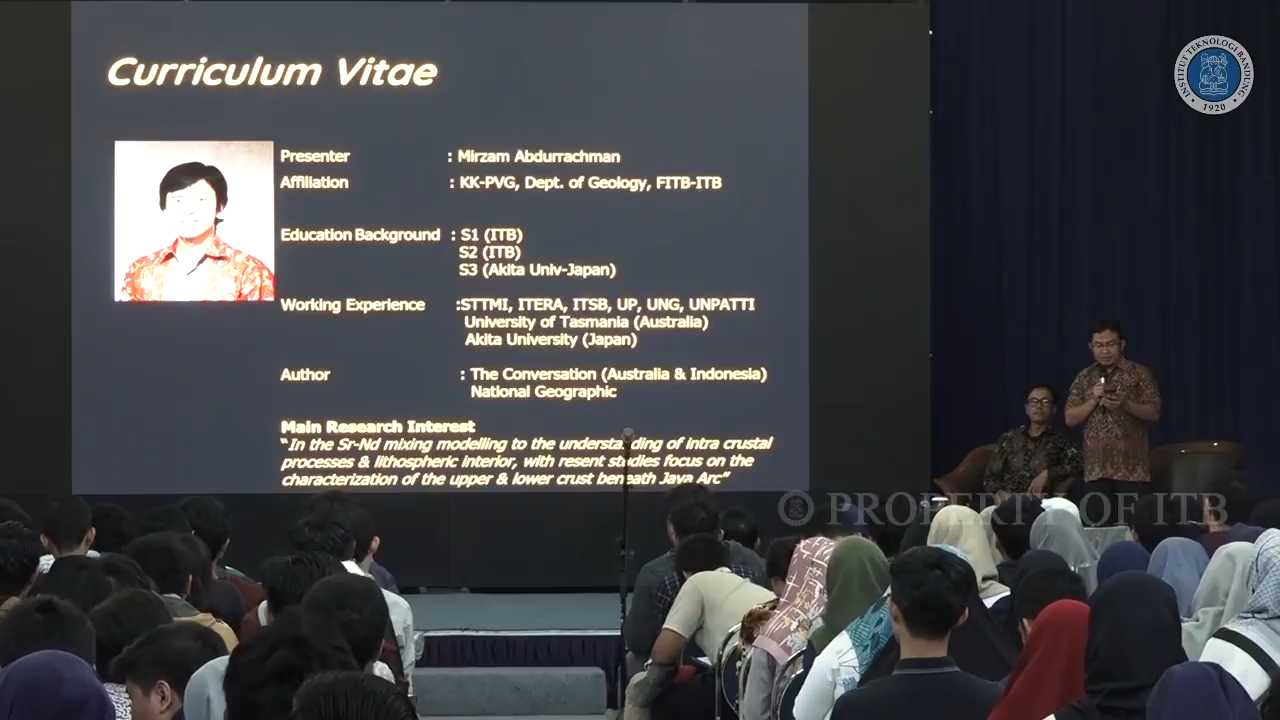 Curriculum Vitae
Presenter : Mirzam Abdurrachman
Affiliation : KK-PVG, Dept. of Geology, FITB-ITB
Education Background : S1 (ITB)
S2 (ITB)
S3 (Akita Univ-Japan)
Working Experience :STTMI, ITERA, ITSB, UP, UNG, UNPATTI
University of Tasmania (Australia)
Akita University (Japan)
Author : The Conversation (Australia & Indonesia)
National Geographic
Main Research Interest
"In the Sr-Nd mixing modelling to the understanding of intra crustal
processes & lithospheric interior, with resent studies focus on the
characterization of the upper & lower crust beneath Java Arc"
INSTITUT TEKNOLOGI BANDUNG
1920
PROPERTY OF ITB